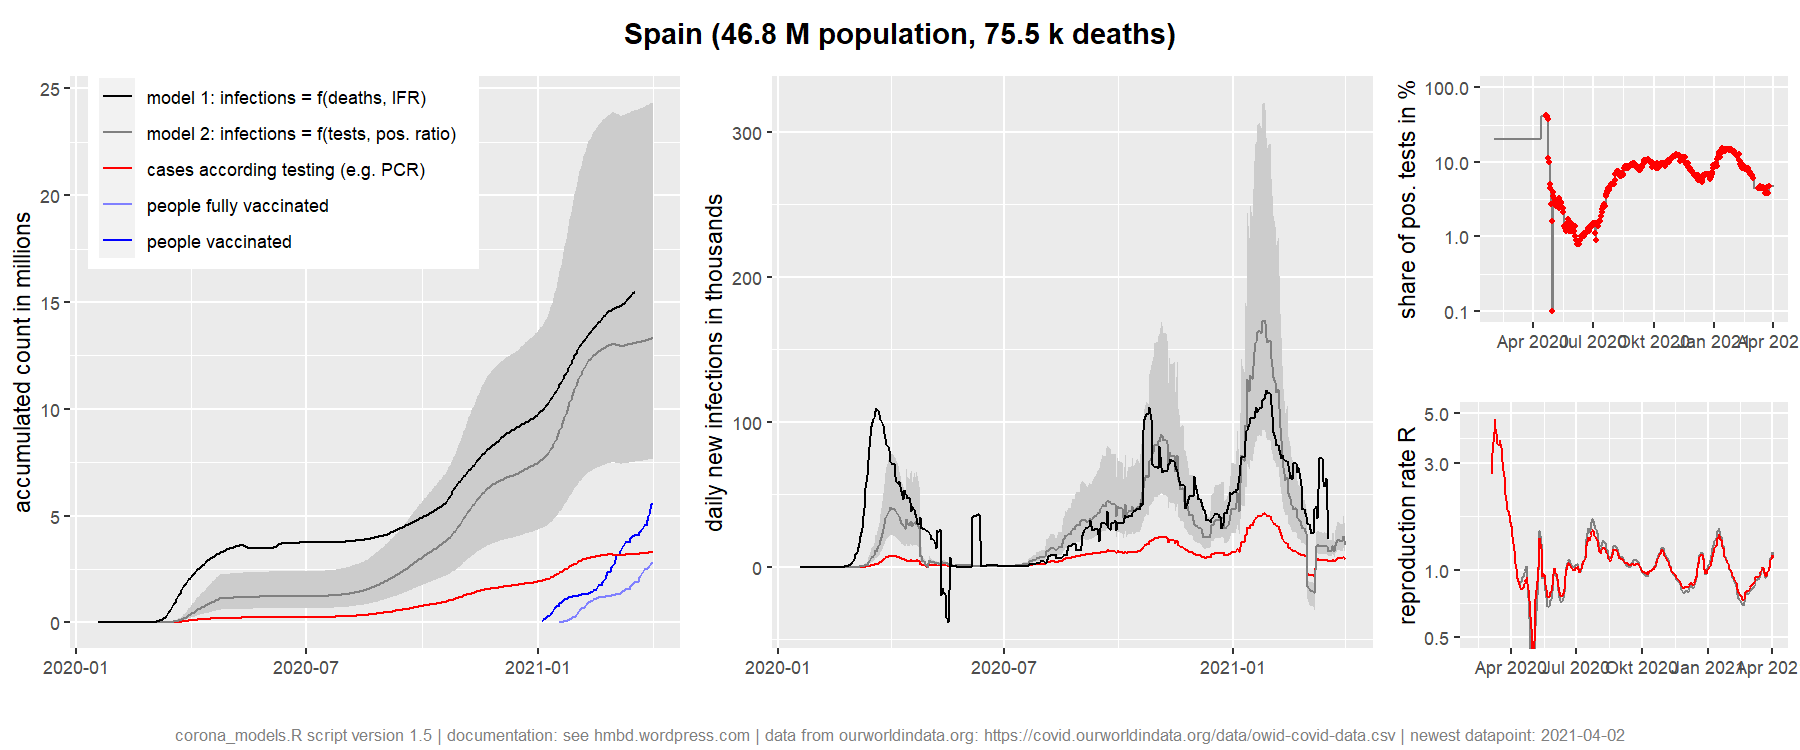 Spain (46.8 M population, 75.5 k deaths)
accumulated count in millions
25
20
15
10
5
0
2020-01
2020-07
2021-01
model 1: infections = f(deaths, IFR)
model 2: infections = f(tests, pos. ratio)
cases according testing (e.g. PCR)
people fully vaccinated
people vaccinated
daily new infections in thousands
300
200
100
0
2020-01
2020-07
2021-01
share of pos. tests in %
100.0
10.0
1.0
0.1
Apr 2020
Jul 2020
Okt 2020
Jan 2021
Apr 202
reproduction rate R
5.0
3.0
1.0
0.5
Apr 2020
Jul 2020
Okt 2020
Jan 2021
Apr 202
corona_models.R script version 1.5 | documentation: see hmbd.wordpress.com | data from ourworldindata.org: https://covid.ourworldindata.org/data/owid-covid-data.csv | newest datapoint: 2021-04-02